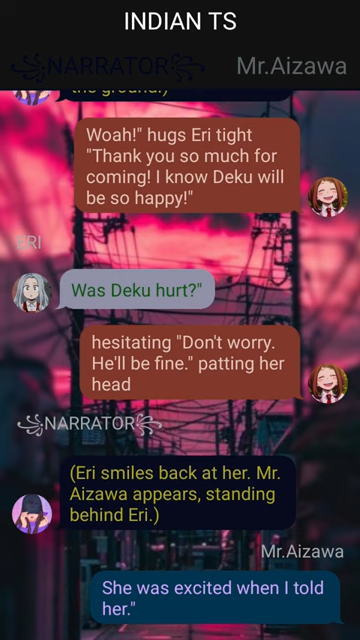 INDIAN TS
꧁NARRATOR꧂
Mr.Aizawa
the ground.)
Woah!" hugs Eri tight
"Thank you so much for
coming! I know Deku will
be so happy!"
ERI
Was Deku hurt?"
hesitating "Don't worry.
He'll be fine." patting her
head
꧁NARRATOR꧂
(Eri smiles back at her. Mr.
Aizawa appears, standing
behind Eri.)
Mr.Aizawa
She was excited when I told
her."